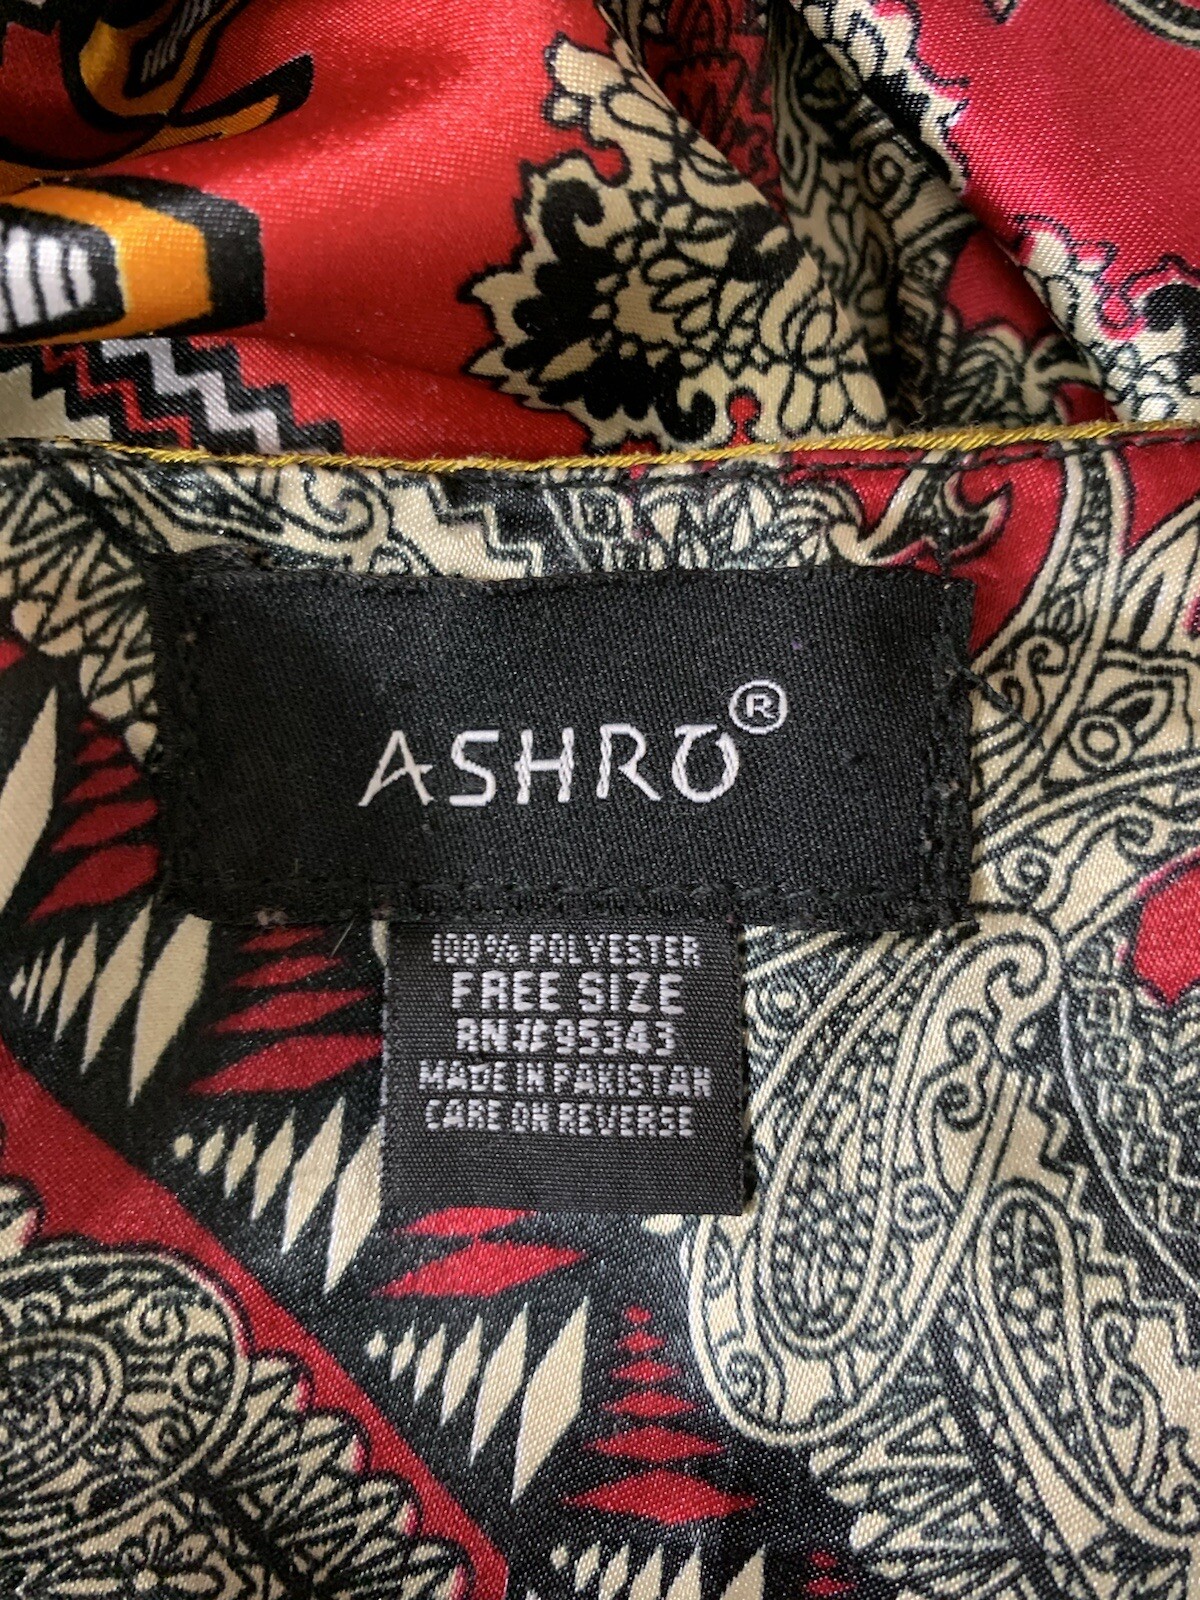 ASHRO®
100% POLYESTER
FREE SIZE
RN#95343
MADE IN PAKISTAN
CARE ON REVERSE